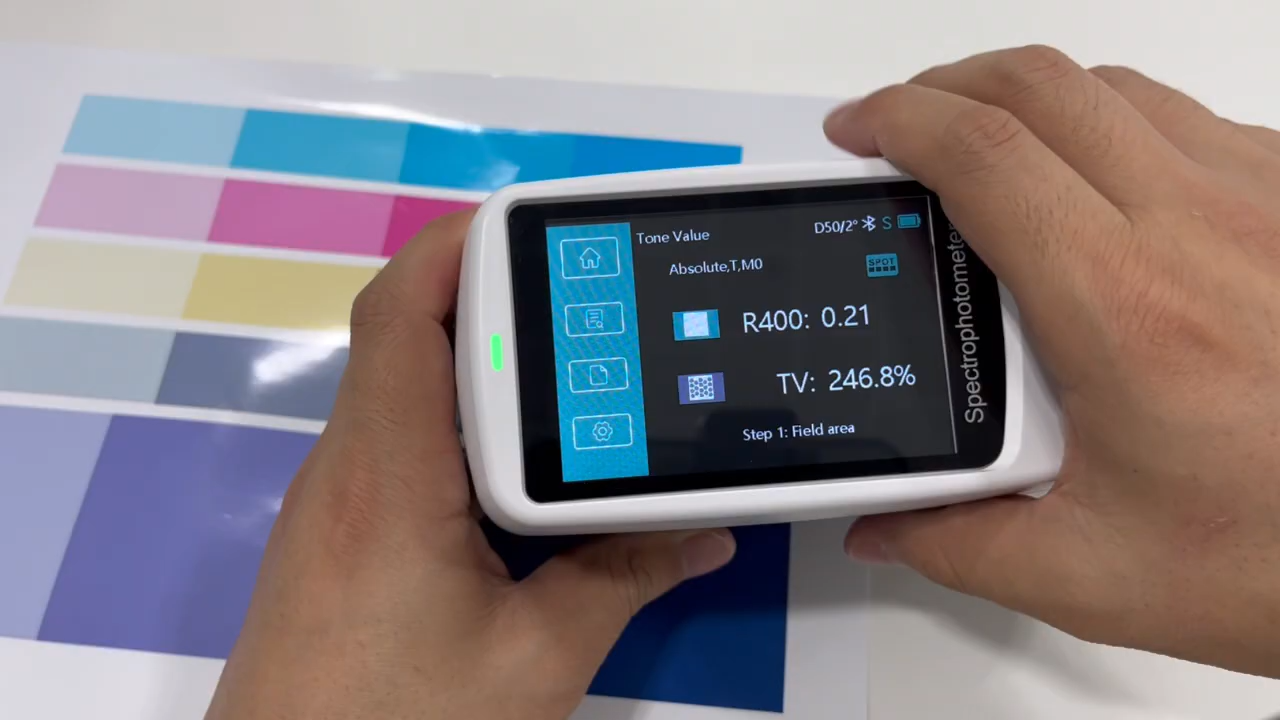 Tone Value
D50/2° S
Absolute,T,M0
SPOT
R400: 0.21
TV: 246.8%
Step 1: Field area
Spectrophotometer